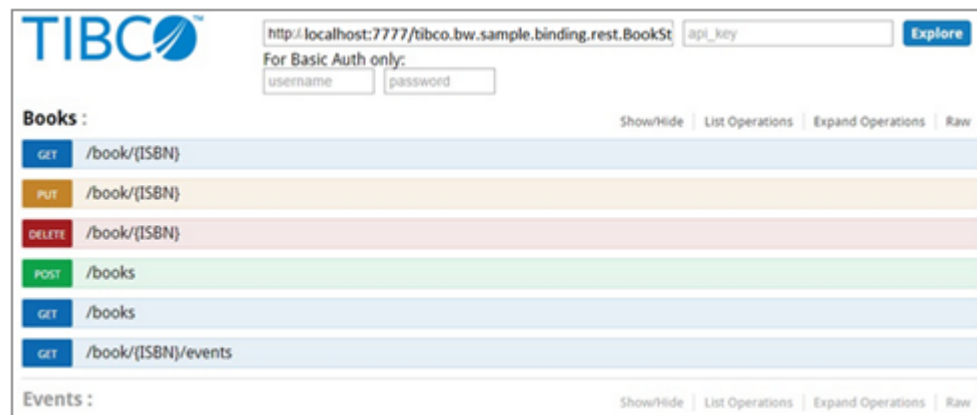 TIBCO™
http://localhost:7777/tibco.bw.sample.binding.rest.BookSt api_key Explore
For Basic Auth only:
username password
Books : Show/Hide List Operations Expand Operations Raw
GET /book/{ISBN}
PUT /book/{ISBN}
DELETE /book/{ISBN}
POST /books
GET /books
GET /book/{ISBN}/events
Events : Show/Hide List Operations Expand Operations Raw